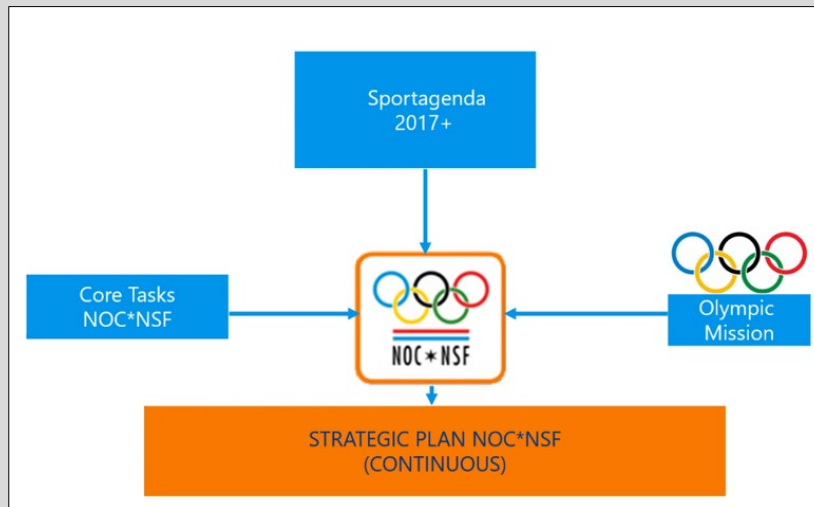 Sportagenda
2017+
Core Tasks
NOC*NSF
NOC*NSF
Olympic
Mission
STRATEGIC PLAN NOC*NSF
(CONTINUOUS)